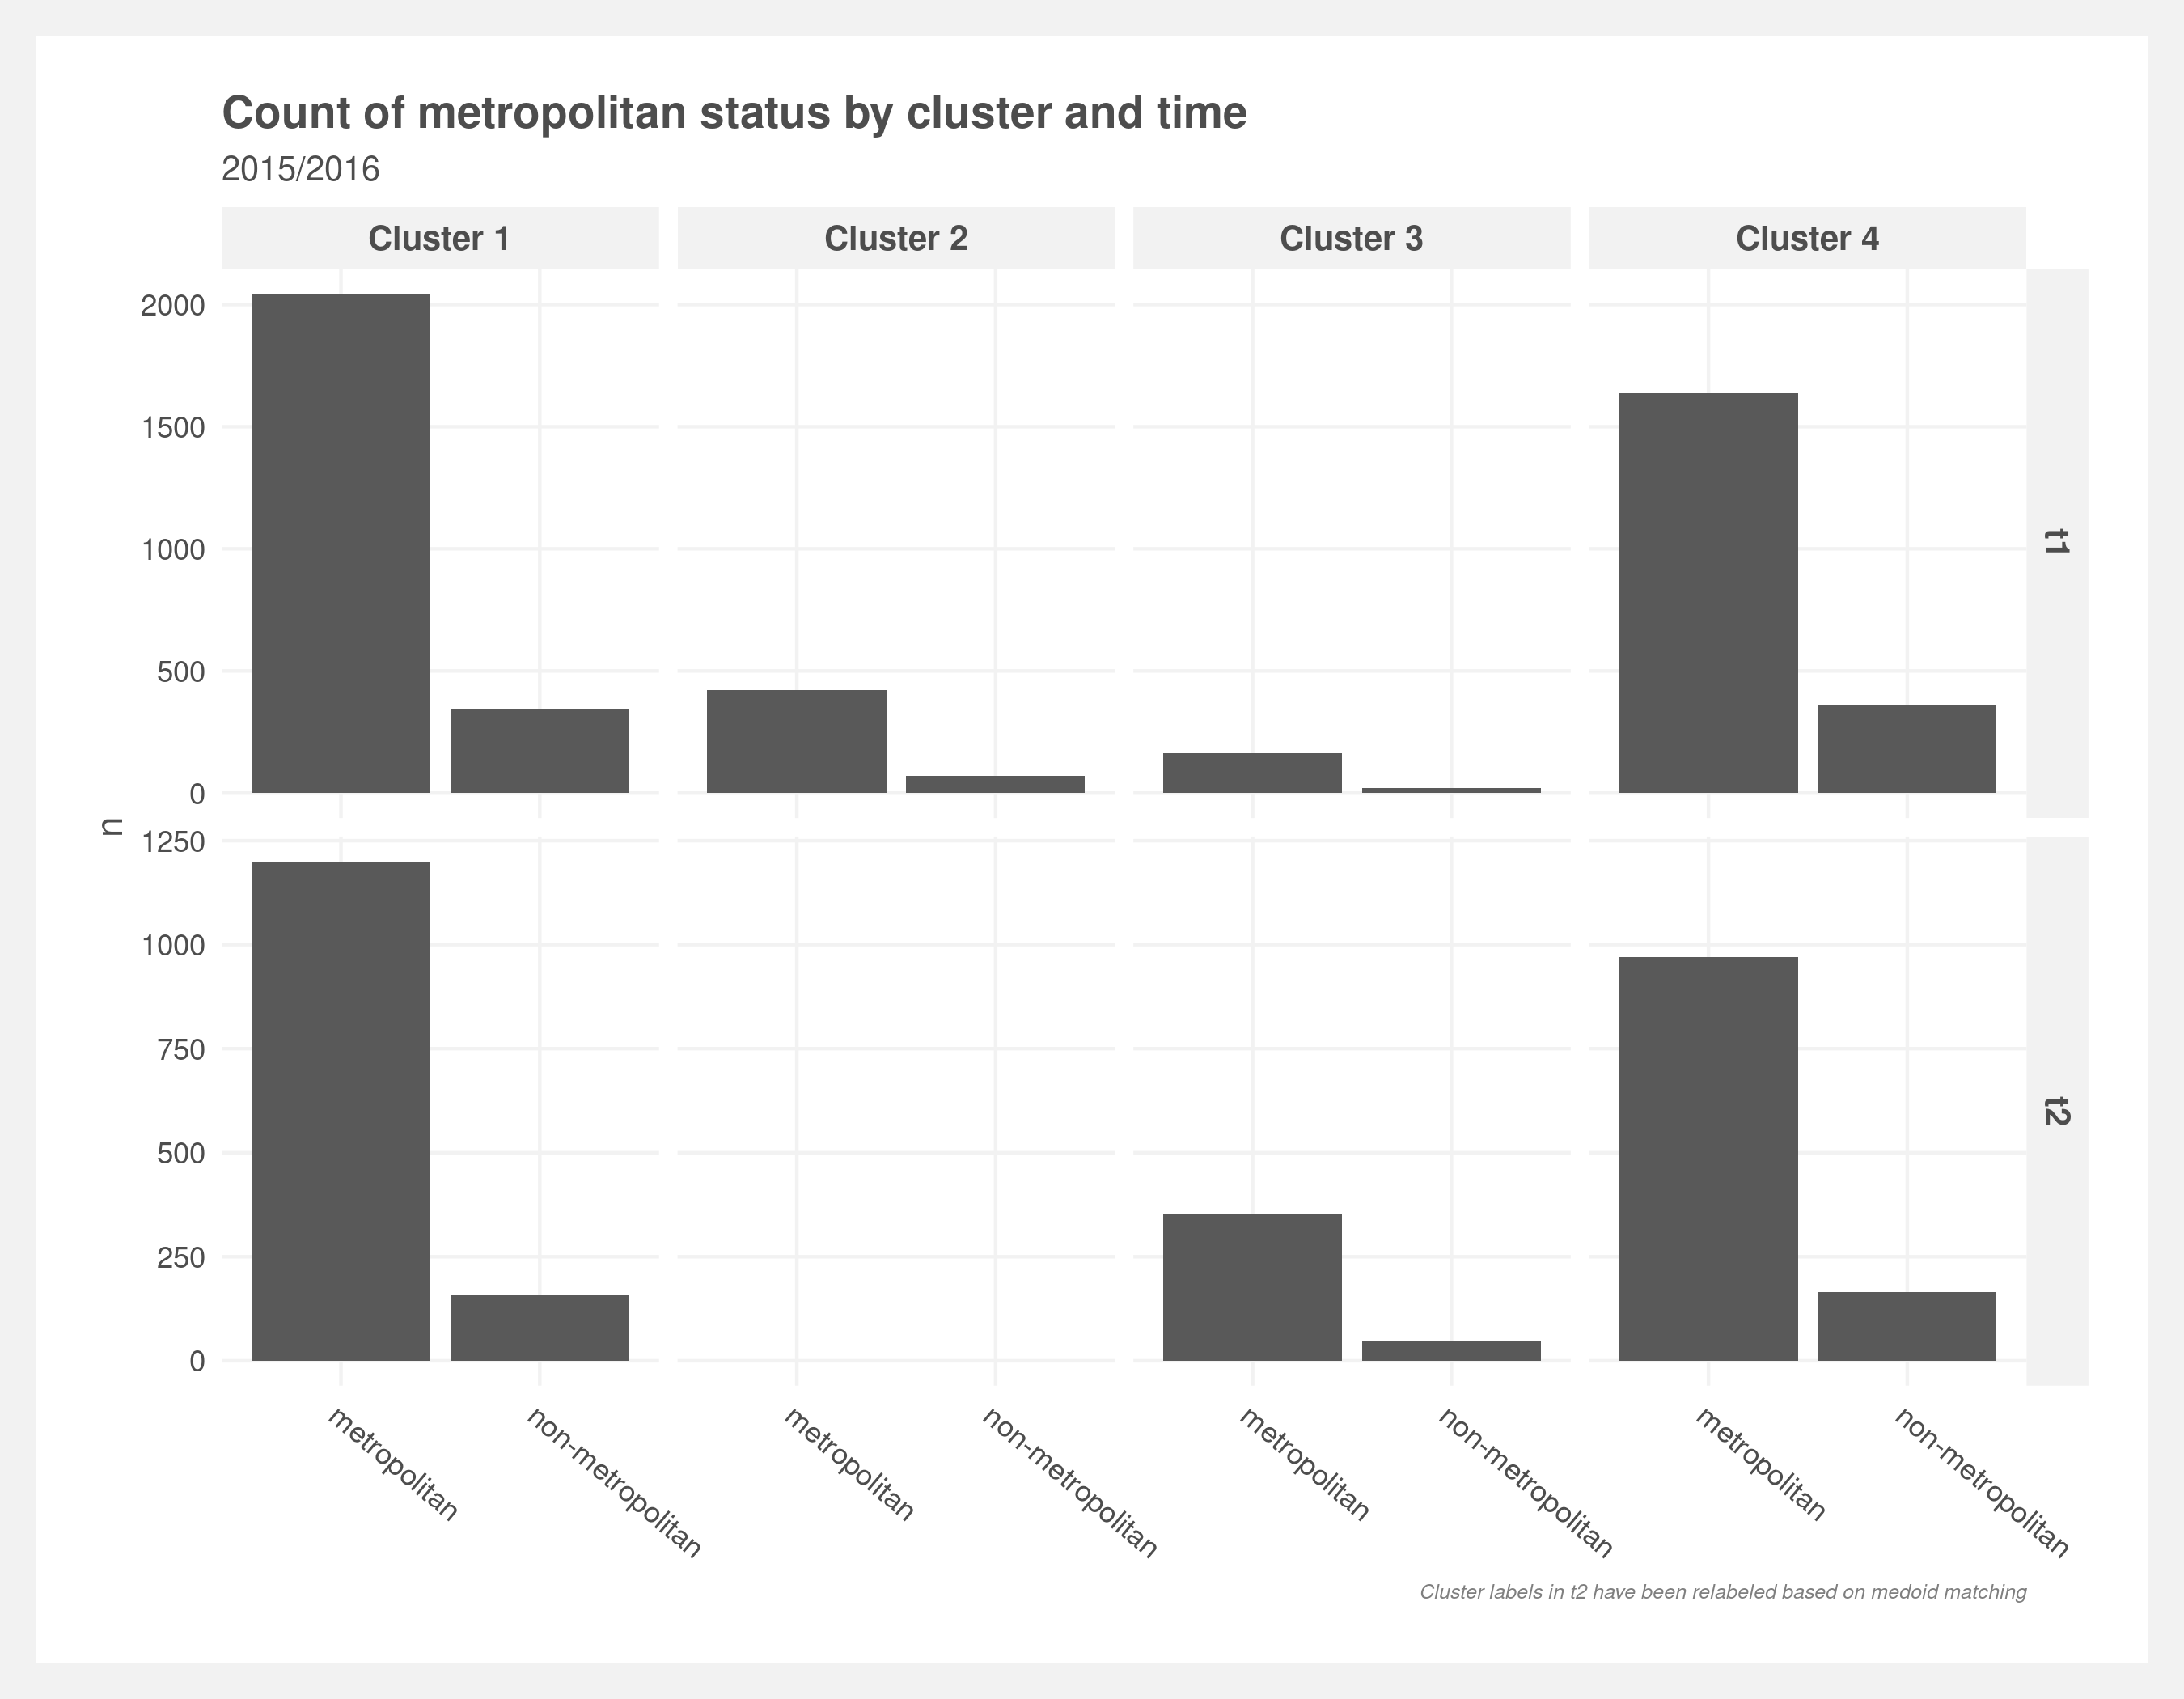 Count of metropolitan status by cluster and time
2015/2016
Cluster 1
Cluster 2
Cluster 3
Cluster 4
2000
1500
1000
500
0
t1
n
1250
1000
750
500
250
0
t2
metropolitan
non-metropolitan
metropolitan
non-metropolitan
metropolitan
non-metropolitan
metropolitan
non-metropolitan
Cluster labels in t2 have been relabeled based on medoid matching